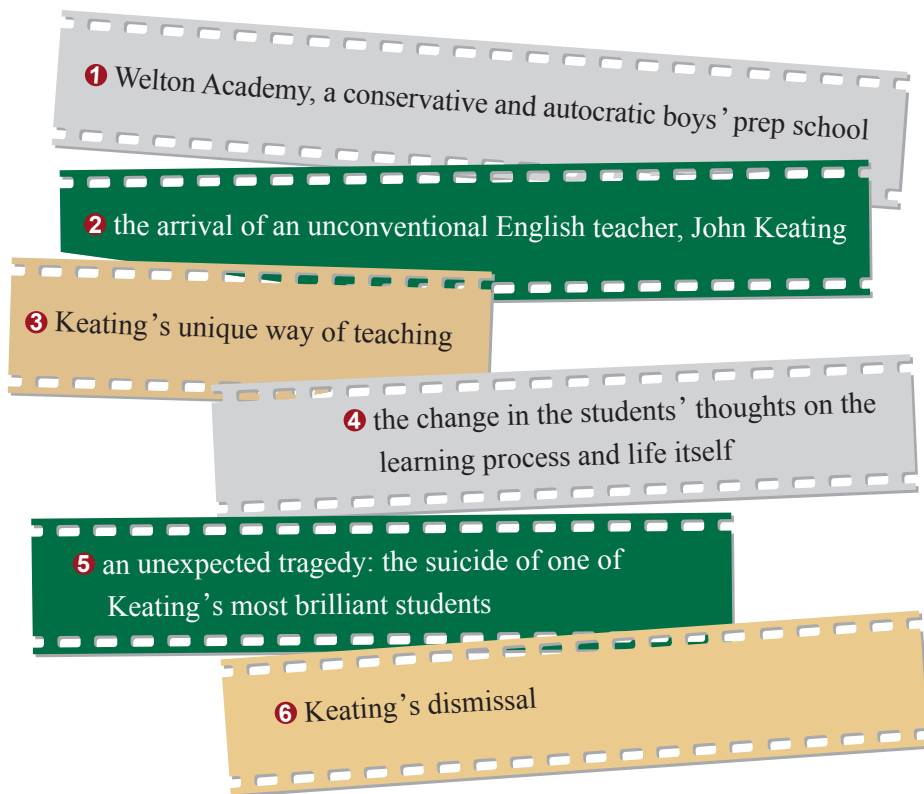 1 Welton Academy, a conservative and autocratic boys’ prep school
2 the arrival of an unconventional English teacher, John Keating
3 Keating’s unique way of teaching
4 the change in the students’ thoughts on the
learning process and life itself
5 an unexpected tragedy: the suicide of one of
Keating’s most brilliant students
6 Keating’s dismissal